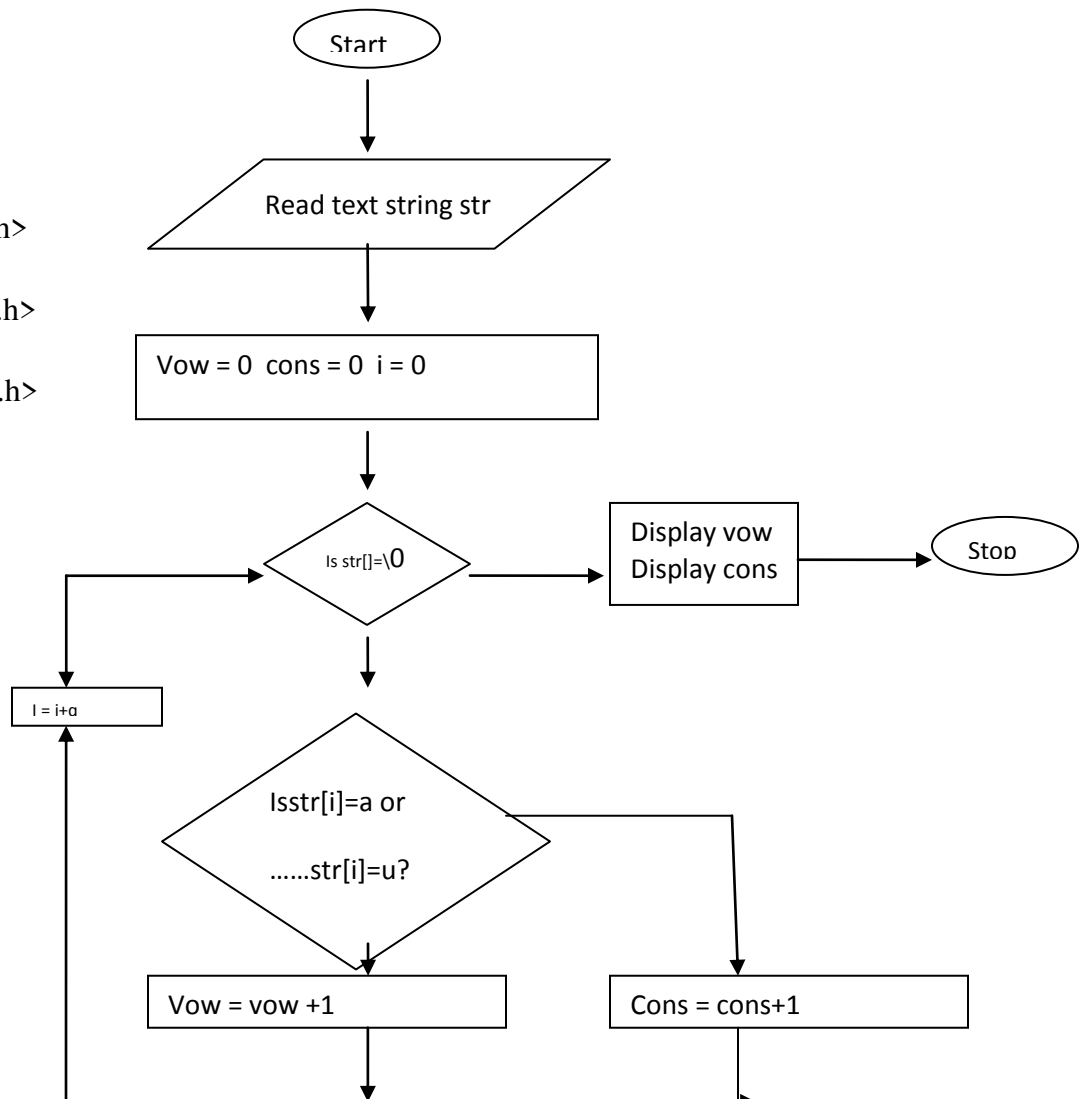 Start
Read text string str
h>
.h>
.h>
Vow = 0 cons = 0 i = 0
Is str[]=\0
Display vow
Display cons
Stop
I = i+
Isstr[i]=a or
......str[i]=u?
Vow = vow +1
Cons = cons+1